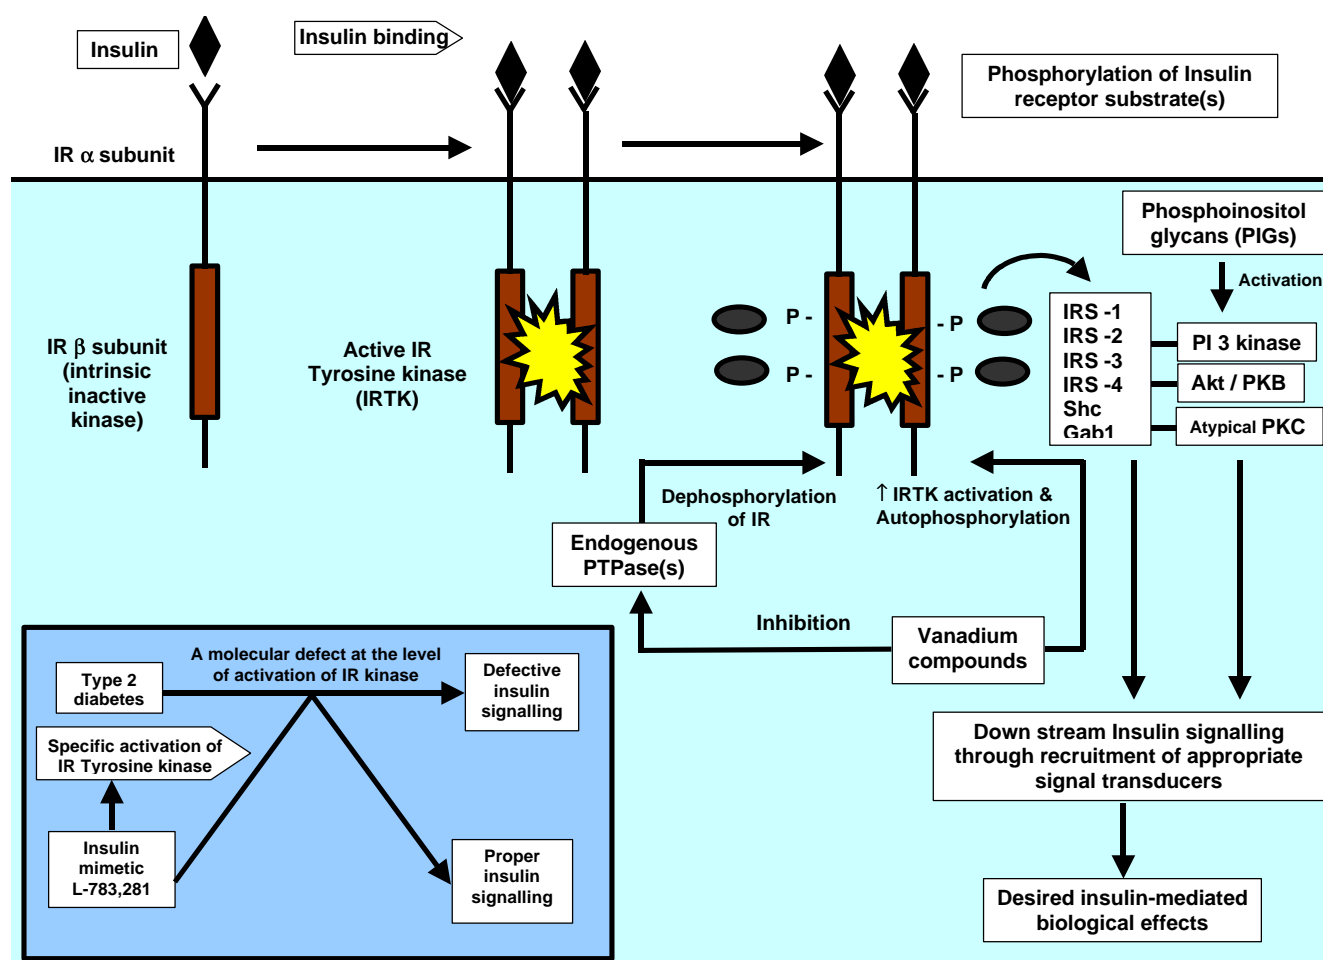 Insulin
Insulin binding
Phosphorylation of Insulin
receptor substrate(s)
IR α subunit
Phosphoinositol
glycans (PIGs)
Activation
IR β subunit
(intrinsic
inactive
kinase)
Active IR
Tyrosine kinase
(IRTK)
P -
P -
- P
- P
IRS -1
IRS -2
IRS -3
IRS -4
Shc
Gab1
PI 3 kinase
Akt / PKB
Atypical PKC
Dephosphorylation
of IR
↑ IRTK activation &
Autophosphorylation
Endogenous
PTPase(s)
Inhibition
Vanadium
compounds
A molecular defect at the level
of activation of IR kinase
Type 2
diabetes
Defective
insulin
signalling
Specific activation of
IR Tyrosine kinase
Insulin
mimetic
L-783,281
Proper
insulin
signalling
Down stream Insulin signalling
through recruitment of appropriate
signal transducers
Desired insulin-mediated
biological effects